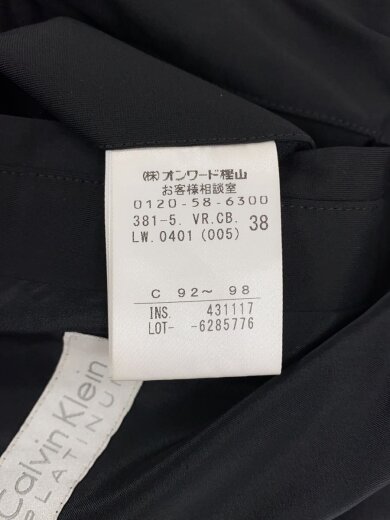 (株)オンワード樫山
お客様相談室
0120-58-6300
381-5. VR.CB. 38
LW.0401(005)
C 92～ 98
INS. 431117
LOT- -6285776
Calvin Klein
PLATINUM